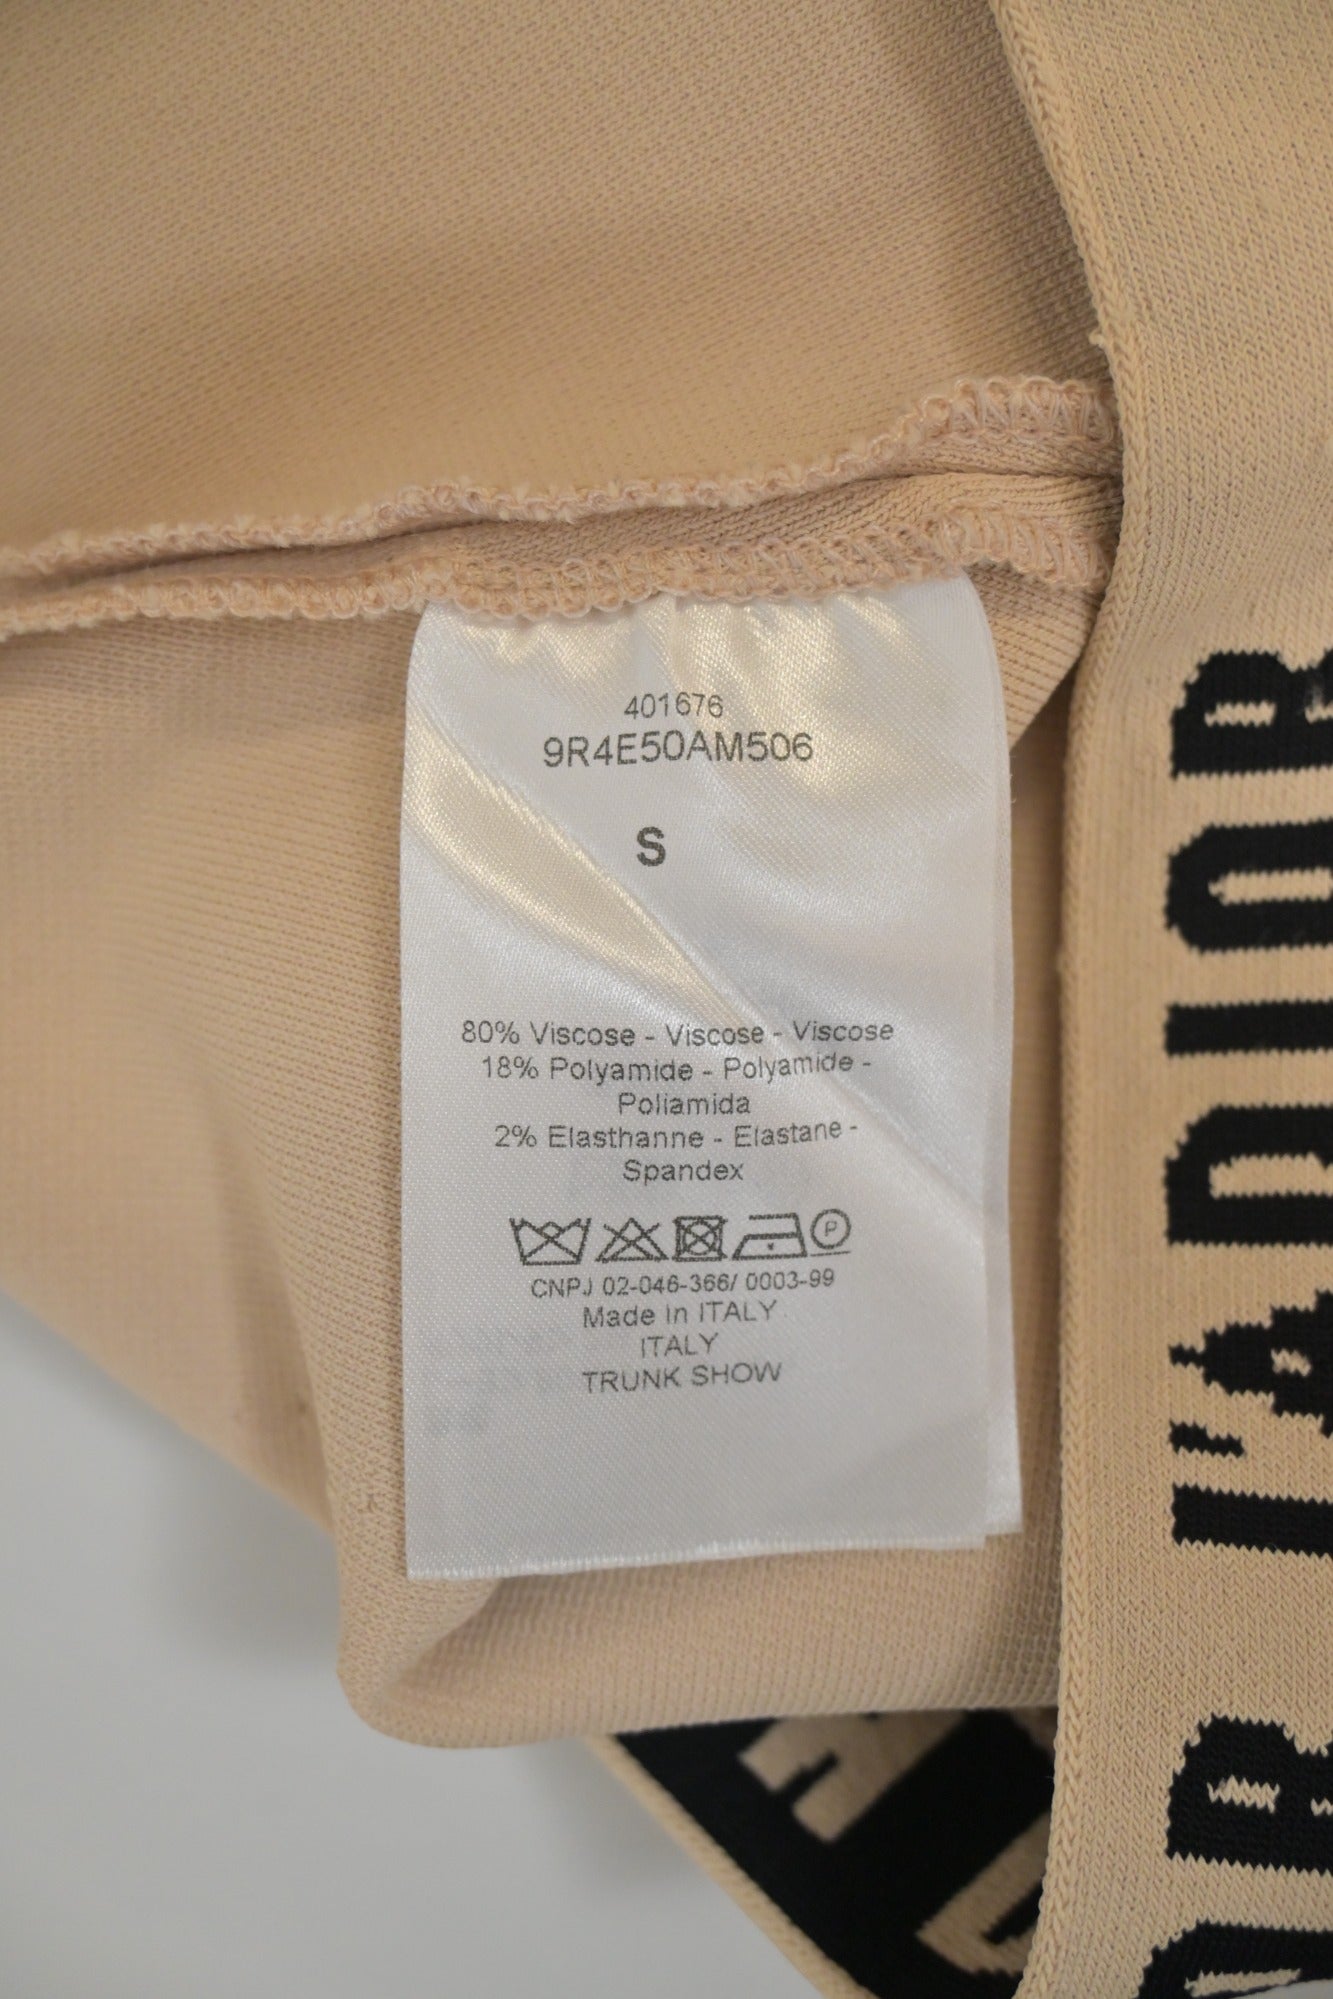 401676
9R4E50AM506
S
80% Viscose - Viscose - Viscose
18% Polyamide - Polyamide -
Poliamida
2% Elasthanne - Elastane -
Spandex
P
CNPJ 02-046-366/ 0003-99
Made in ITALY
ITALY
TRUNK SHOW
J'ADIOR